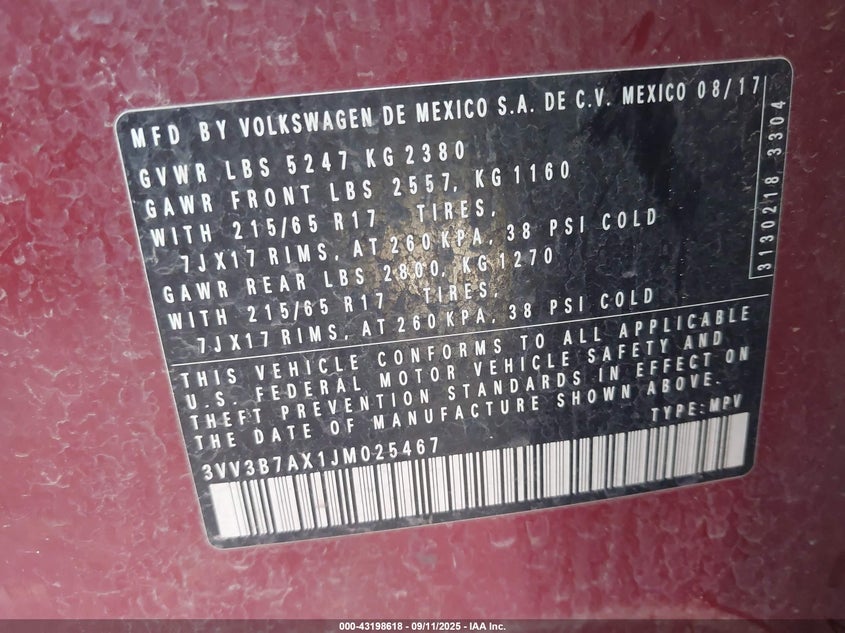 MFD BY VOLKSWAGEN DE MEXICO S.A. DE C.V. MEXICO 08/17
GVWR LBS 5247 KG 2380
GAWR FRONT LBS 2557, KG 1160
WITH 215/65 R17 TIRES,
7JX17 RIMS, AT 260 KPA, 38 PSI COLD
GAWR REAR LBS 2800, KG 1270
WITH 215/65 R17 TIRES,
7JX17 RIMS, AT 260 KPA, 38 PSI COLD
THIS VEHICLE CONFORMS TO ALL APPLICABLE
U.S. FEDERAL MOTOR VEHICLE SAFETY AND
THEFT PREVENTION STANDARDS IN EFFECT ON
THE DATE OF MANUFACTURE SHOWN ABOVE.
TYPE: MPV
3VV3B7AX1JM025467
3130218 3304
000-43198618 - 09/11/2025 - IAA Inc.